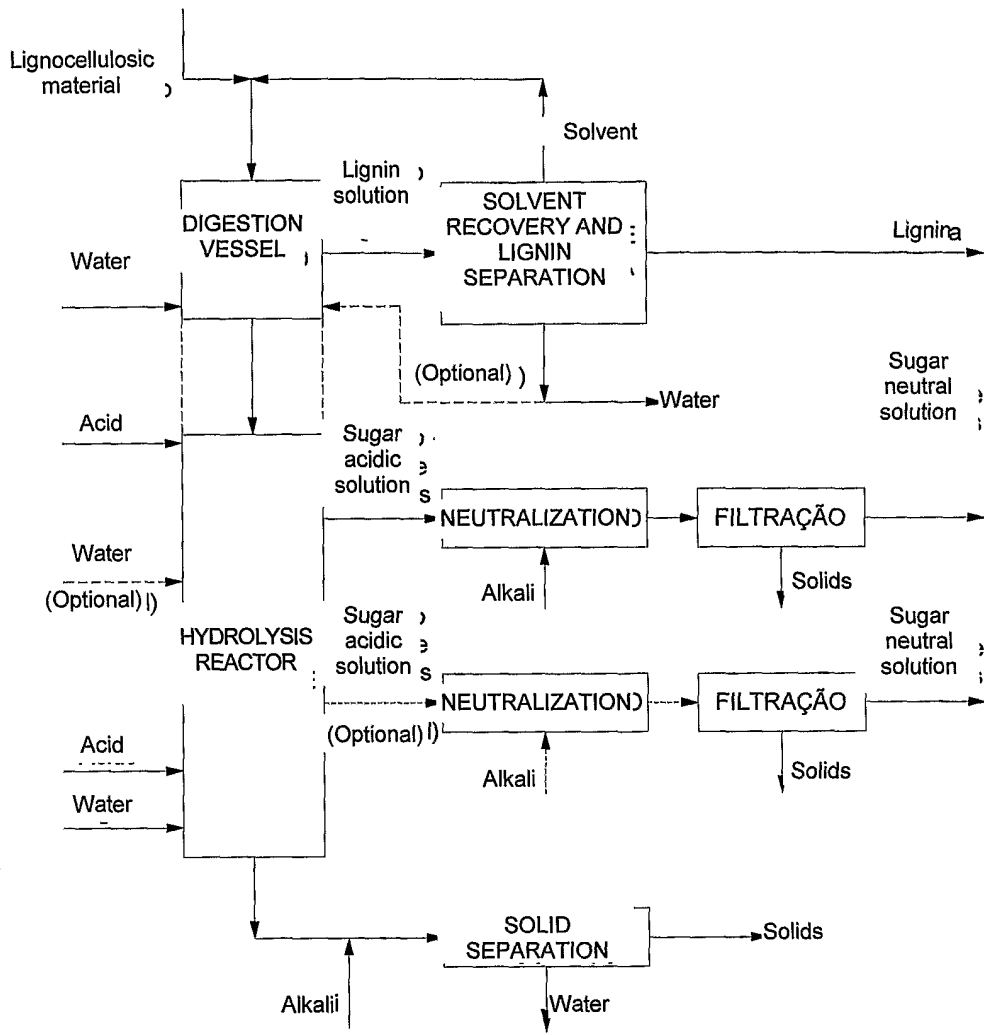 Lignocellulosic
material
Solvent
Lignin
solution
DIGESTION
VESSEL
SOLVENT
RECOVERY AND
LIGNIN
SEPARATION
Lignina
Water
(Optional) )
Water
Sugar
neutral
solution
Acid
Sugar
acidic
solution
NEUTRALIZATION
FILTRAÇÃO
Water
(Optional)
Alkali
Solids
HYDROLYSIS
REACTOR
Sugar
acidic
solution
Sugar
neutral
solution
NEUTRALIZATION
FILTRAÇÃO
(Optional)
Alkali
Solids
Acid
Water
SOLID
SEPARATION
Solids
Alkalii
Water